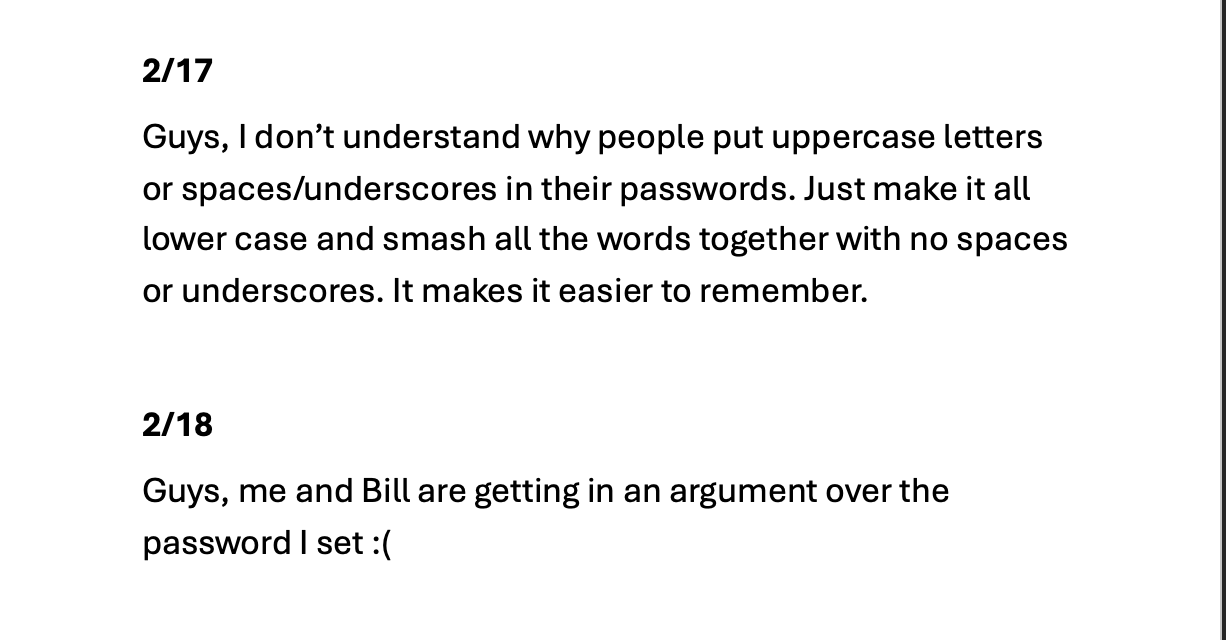 2/17
Guys, I don’t understand why people put uppercase letters
or spaces/underscores in their passwords. Just make it all
lower case and smash all the words together with no spaces
or underscores. It makes it easier to remember.
2/18
Guys, me and Bill are getting in an argument over the
password I set :(